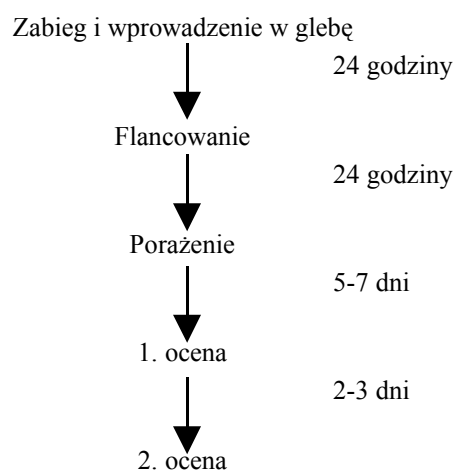 Zabieg i wprowadzenie w glebę
24 godziny
Flancowanie
24 godziny
Porażenie
5-7 dni
1. ocena
2-3 dni
2. ocena